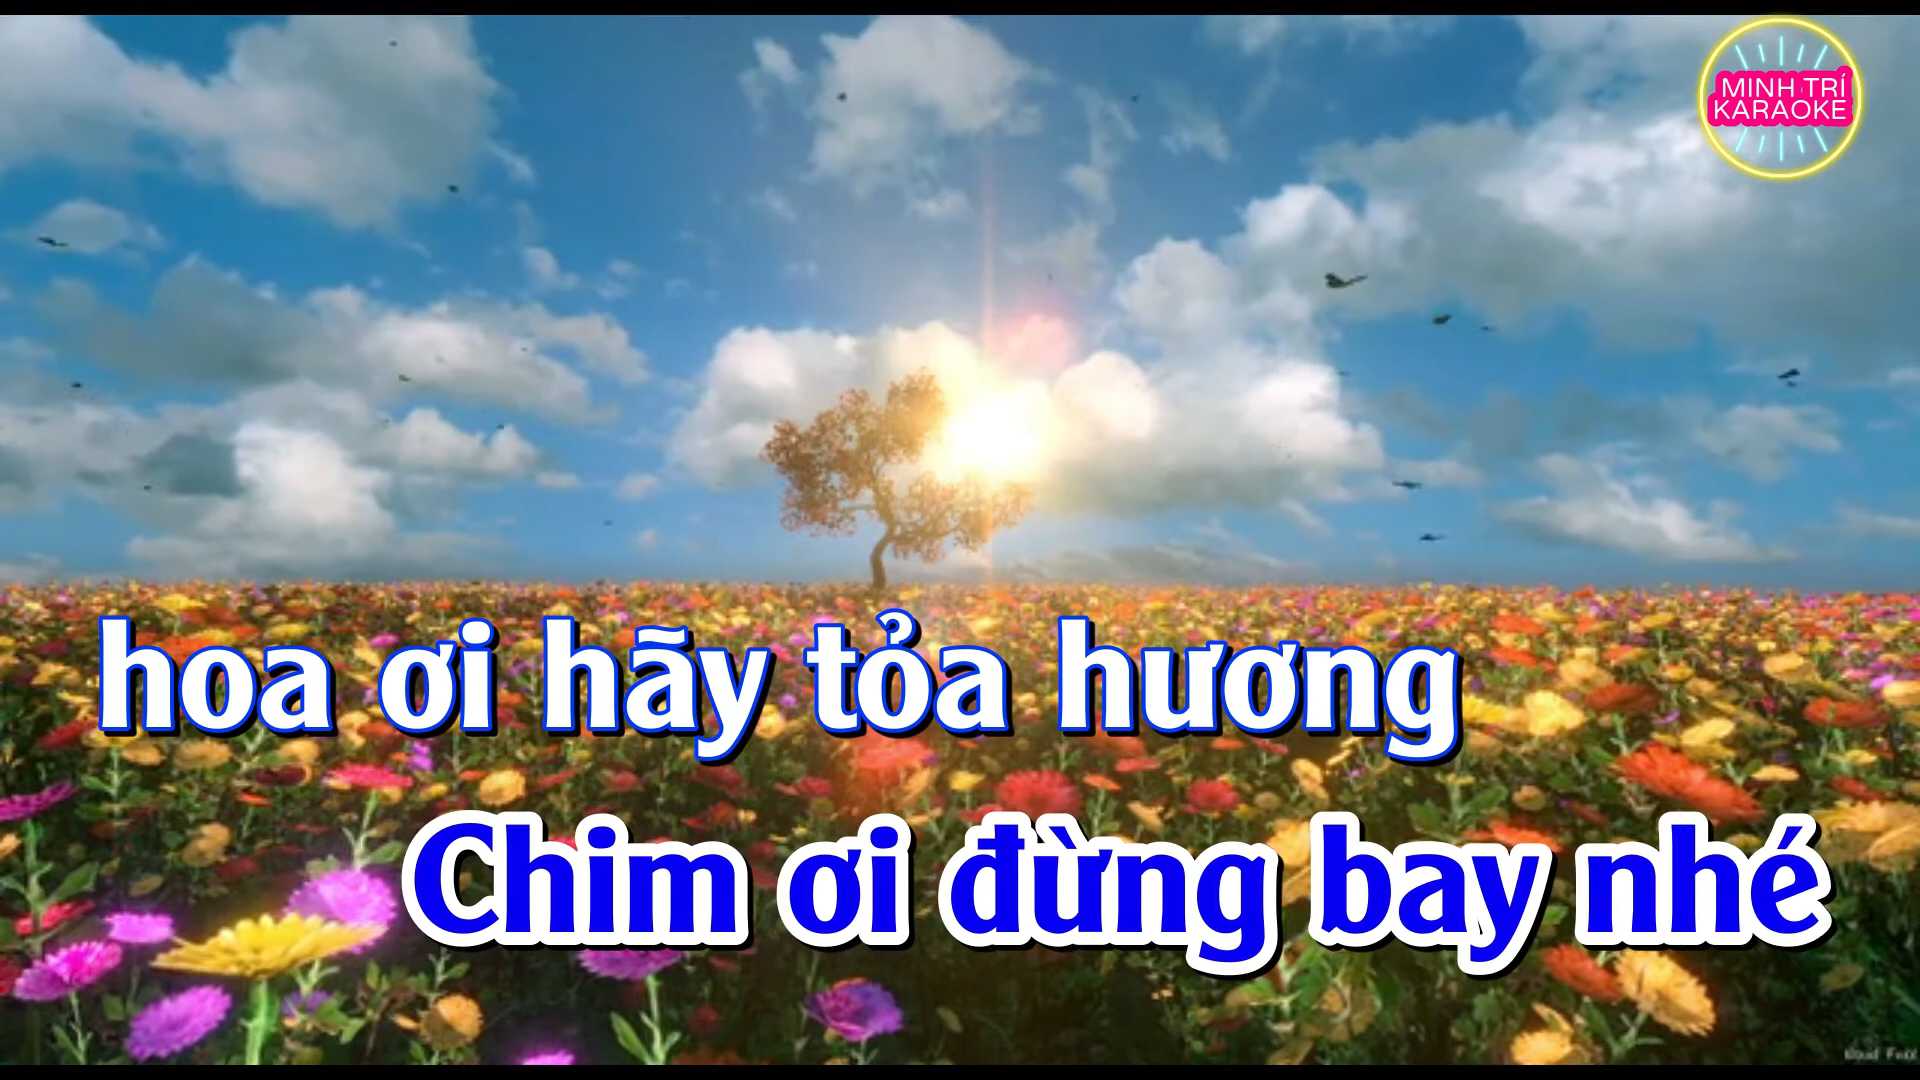 MINH TRÍ
KARAOKE
hoa ơi hãy tỏa hương
Chim ơi đừng bay nhé